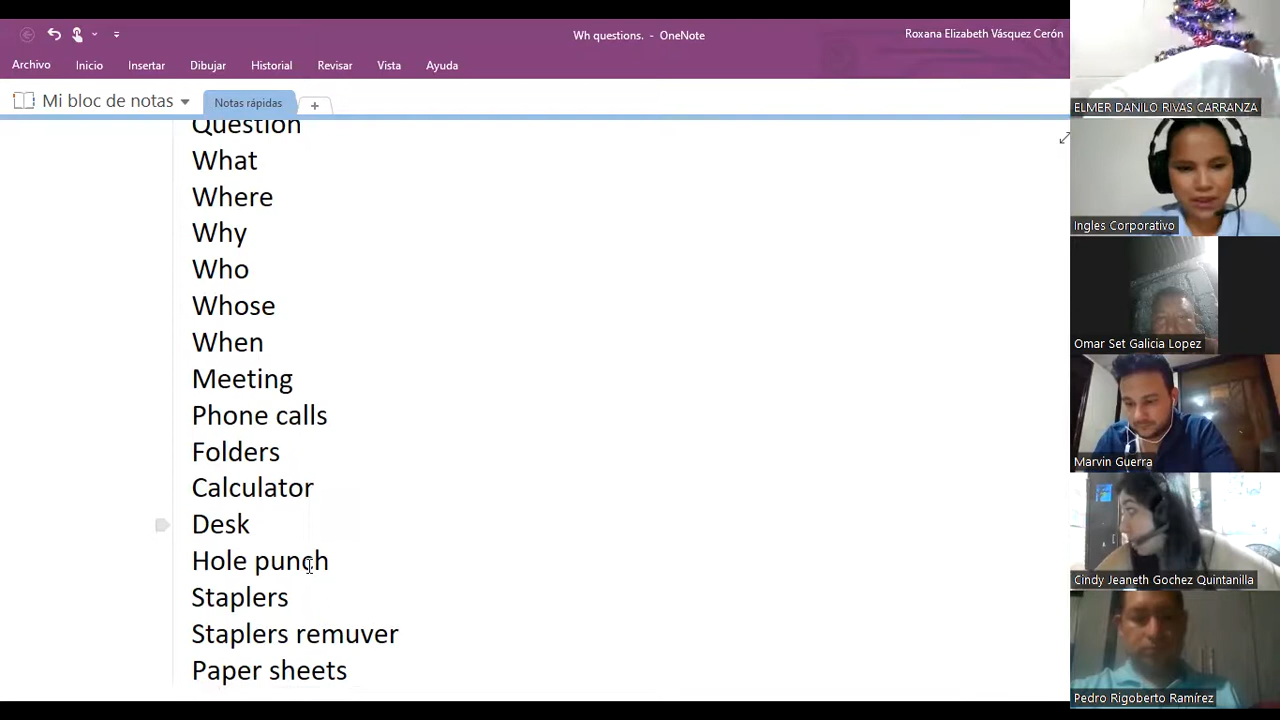 Wh questions. - OneNote
Roxana Elizabeth Vásquez Cerón
Archivo Inicio Insertar Dibujar Historial Revisar Vista Ayuda
Mi bloc de notas Notas rápidas
Question
What
Where
Why
Who
Whose
When
Meeting
Phone calls
Folders
Calculator
Desk
Hole punch
Staplers
Staplers remuver
Paper sheets
ELMER DANILO RIVAS CARRANZA
Ingles Corporativo
Omar Set Galicia Lopez
Marvin Guerra
Cindy Jeaneth Gochez Quintanilla
Pedro Rigoberto Ramírez